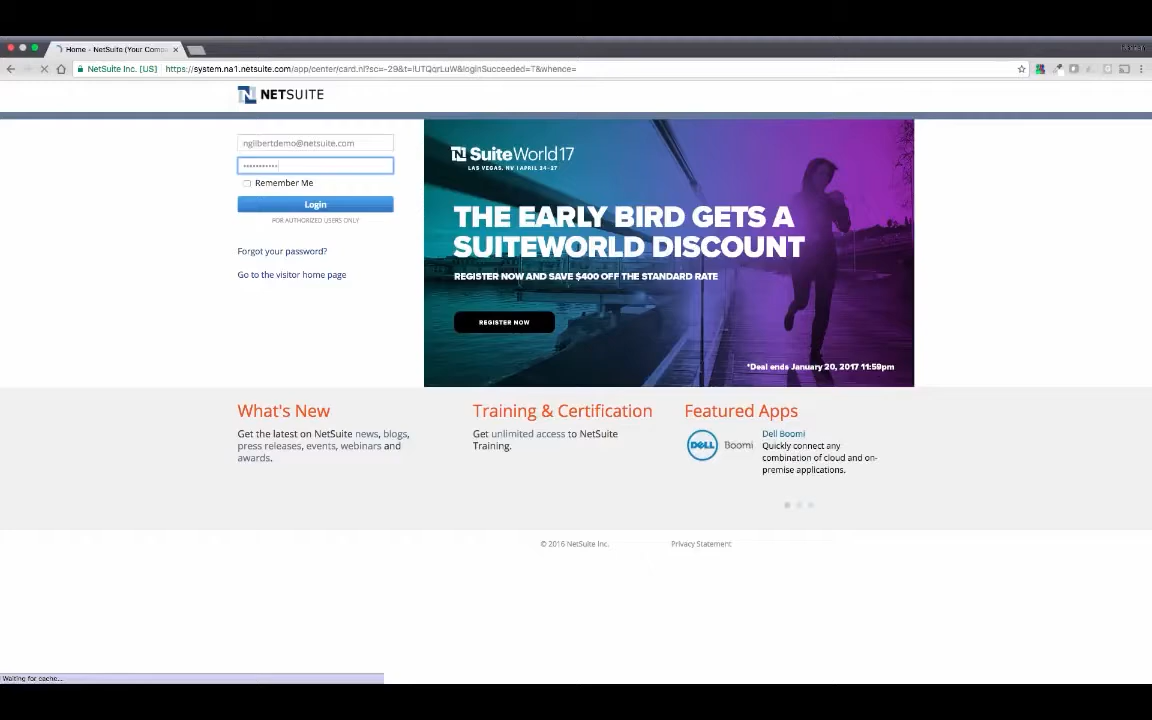 Home - NetSuite (Your Comp
NetSuite Inc. [US]
https://system.na1.netsuite.com/app/center/card.nl?sc=-29&t=IUTQqrLuW&loginSucceeded=T&whence=
NETSUITE
ngilbertdemo@netsuite.com
Remember Me
Login
FOR AUTHORIZED USERS ONLY
Forgot your password?
Go to the visitor home page
SuiteWorld 17
LAS VEGAS, NV | APRIL 24-27
THE EARLY BIRD GETS A
SUITEWORLD DISCOUNT
REGISTER NOW AND SAVE $400 OFF THE STANDARD RATE
REGISTER NOW
*Deal ends January 20, 2017 11:59pm
What's New
Get the latest on NetSuite news, blogs,
press releases, events, webinars and
awards.
Training & Certification
Get unlimited access to NetSuite
Training.
Featured Apps
DELL Boomi
Dell Boomi
Quickly connect any
combination of cloud and on-
premise applications.
© 2016 NetSuite Inc.
Privacy Statement
Waiting for cache...